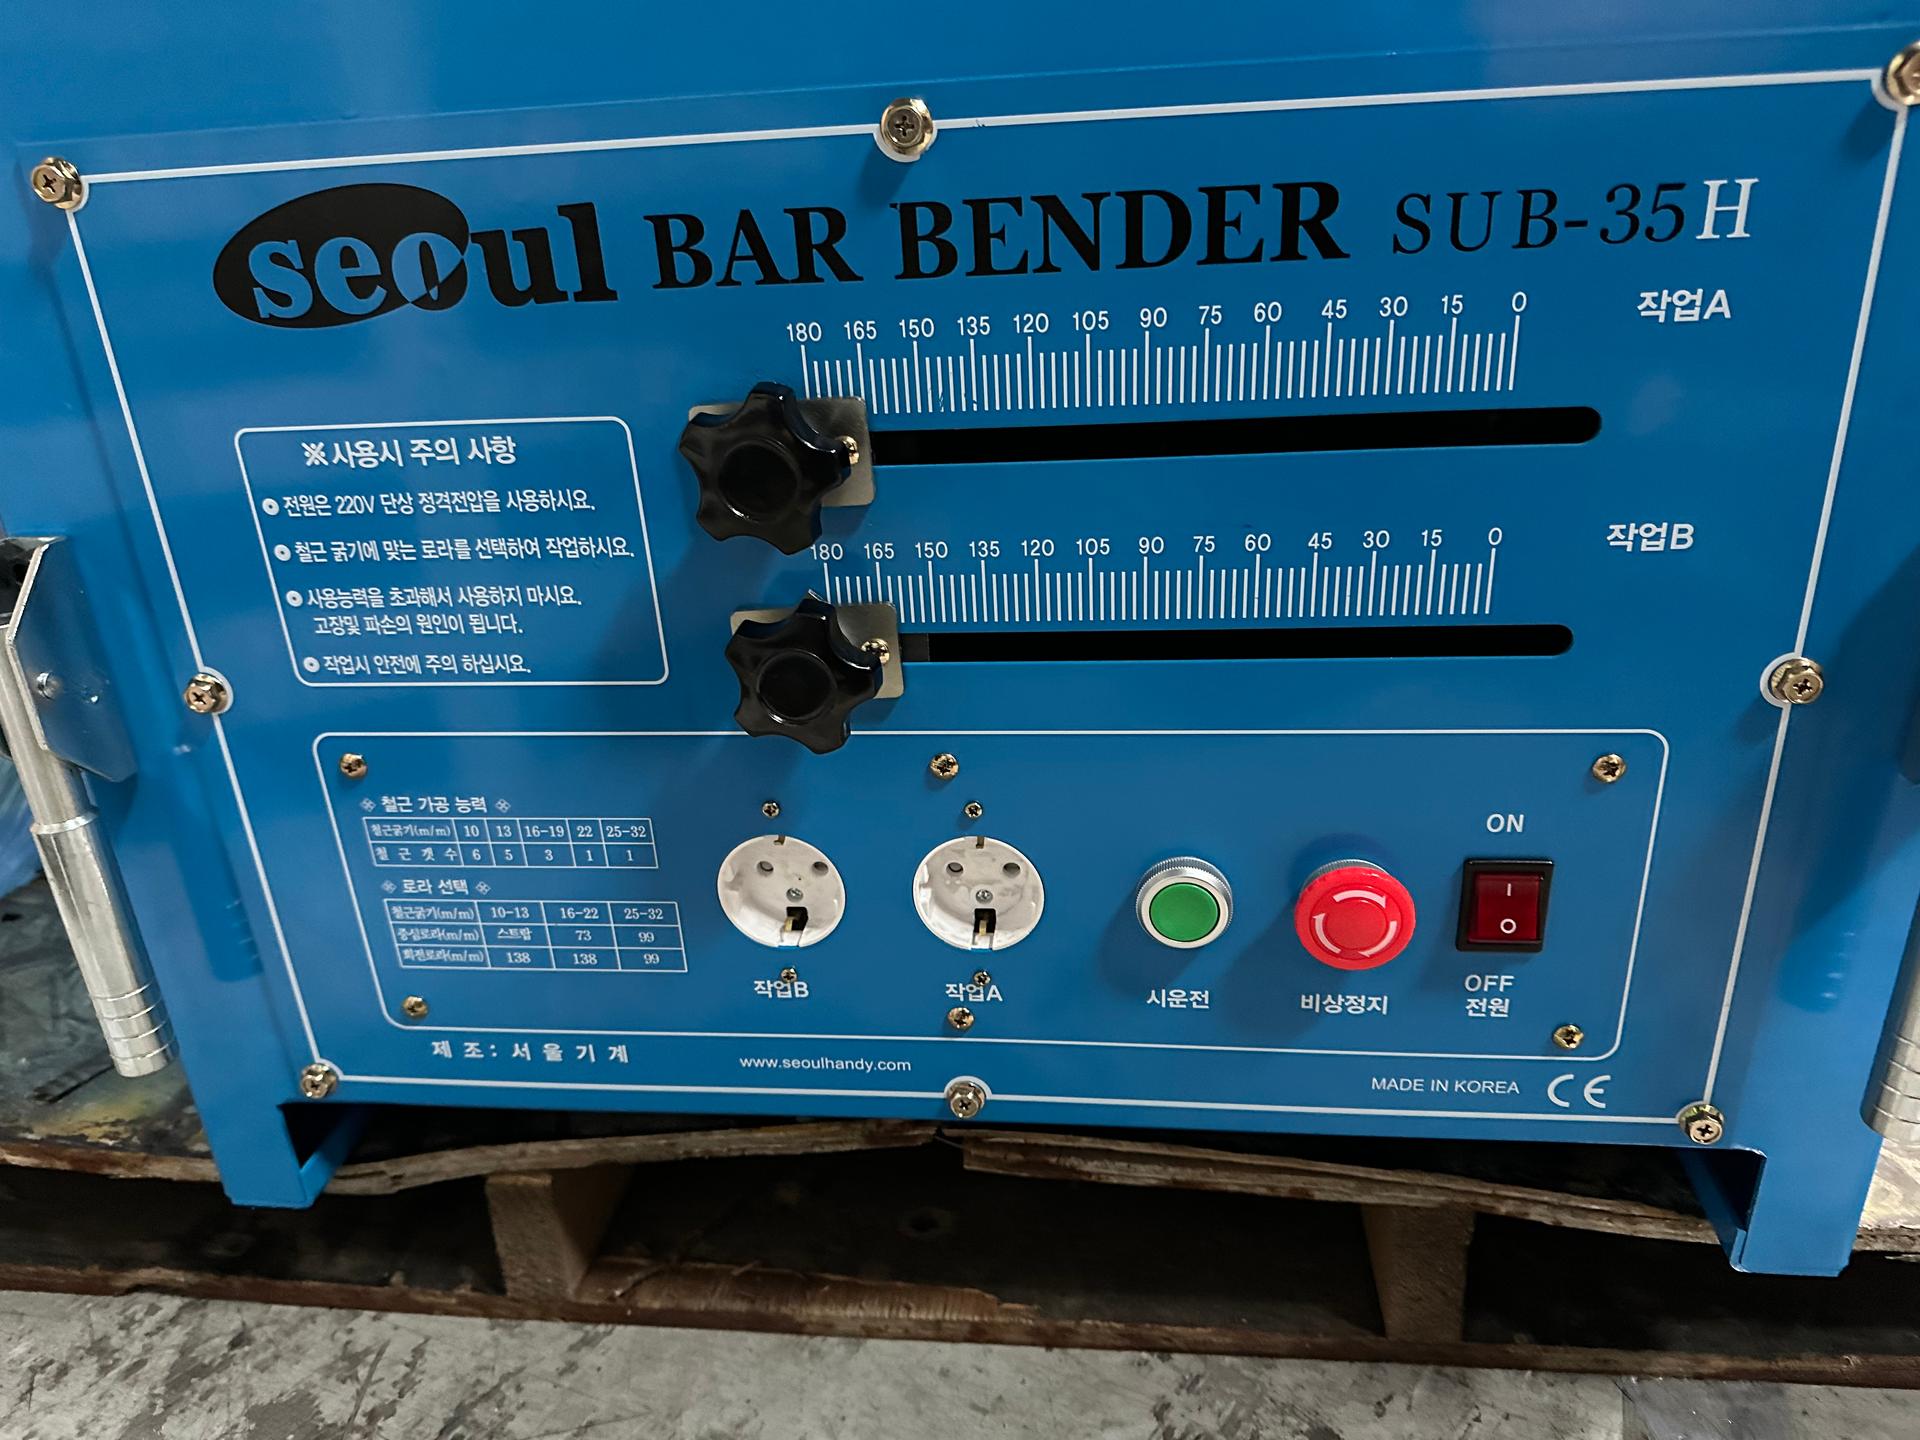 seoul BAR BENDER SUB-35H
작업A
180 165 150 135 120 105 90 75 60 45 30 15 0
※ 사용시 주의 사항
전원은 220V 단상 정격전압을 사용하시요.
철근 굵기에 맞는 로라를 선택하여 작업하시요.
사용능력을 초과해서 사용하지 마시요.
고장및 파손의 원인이 됩니다.
작업시 안전에 주의 하십시요.
작업B
180 165 150 135 120 105 90 75 60 45 30 15 0
철근 가공 능력
철근굵기(m/m) 10 13 16-19 22 25-32
철 근 갯 수 6 5 3 1 1
로라 선택
철근굵기(m/m) 10-13 16-22 25-32
중심로라(m/m) 스트랍 73 99
회전로라(m/m) 138 138 99
작업B
작업A
시운전
비상정지
ON
I
O
OFF
전원
제 조 : 서 울 기 계
www.seoulhandy.com
MADE IN KOREA CE